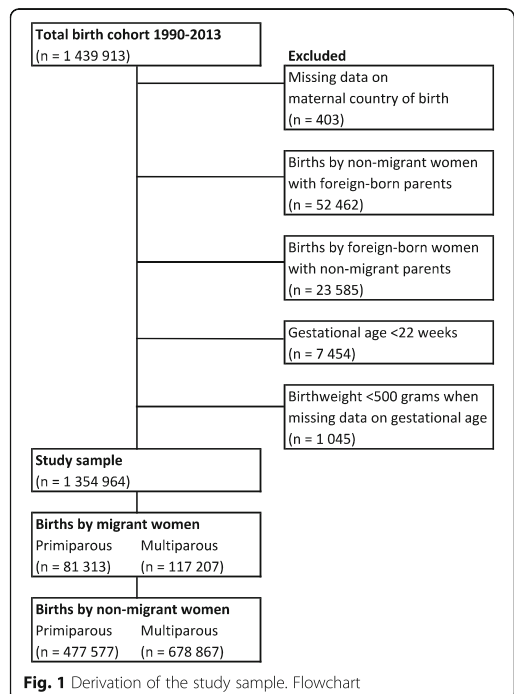 Total birth cohort 1990-2013
(n = 1 439 913)
Excluded
Missing data on
maternal country of birth
(n = 403)
Births by non-migrant women
with foreign-born parents
(n = 52 462)
Births by foreign-born women
with non-migrant parents
(n = 23 585)
Gestational age <22 weeks
(n = 7 454)
Birthweight <500 grams when
missing data on gestational age
(n = 1 045)
Study sample
(n = 1 354 964)
Births by migrant women
Primiparous Multiparous
(n = 81 313) (n = 117 207)
Births by non-migrant women
Primiparous Multiparous
(n = 477 577) (n = 678 867)
Fig. 1 Derivation of the study sample. Flowchart